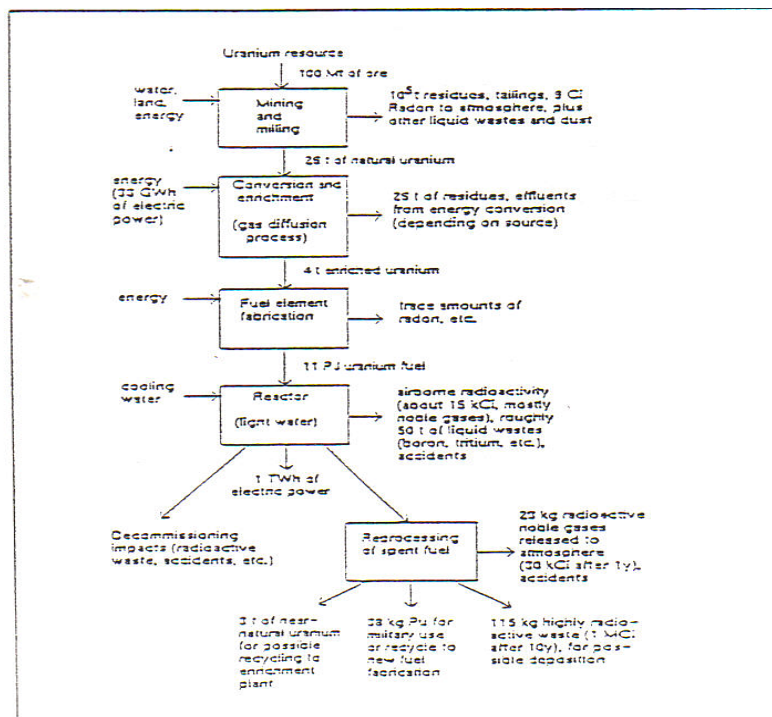 Uranium resource
100 Mt of ore
water,
land,
energy
Mining
and
milling
10⁵t residues, tailings, 9 Ci
Radon to atmosphere, plus
other liquid wastes and dust
25 t of natural uranium
energy
(33 GWh
of electric
power)
Conversion and
enrichment
(gas diffusion
process)
25 t of residues, effluents
from energy conversion
(depending on source)
4 t enriched uranium
energy
Fuel element
fabrication
trace amounts of
radon, etc.
11 PJ uranium fuel
cooling
water
Reactor
(light water)
airborne radioactivity
(about 15 kCi, mostly
noble gases), roughly
50 t of liquid wastes
(boron, tritium, etc.),
accidents
1 TWh of
electric power
Decommissioning
impacts (radioactive
waste, accidents, etc.)
Reprocessing
of spent fuel
23 kg radioactive
noble gases
released to
atmosphere
(30 kCi after 1y),
accidents
3 t of near-
natural uranium
for possible
recycling to
enrichment
plant
38 kg Pu for
military use
or recycle to
new fuel
fabrication
115 kg highly radio-
active waste (1 MCi
after 10y), for pos-
sible deposition